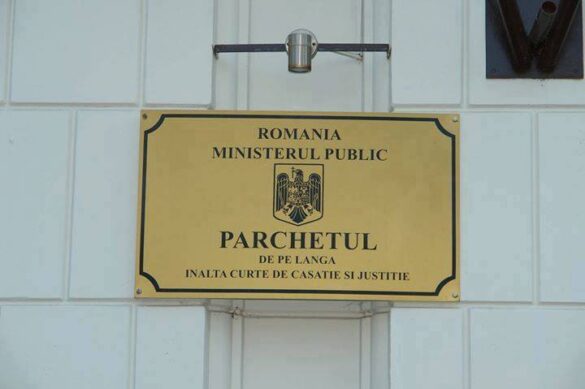 ROMANIA
MINISTERUL PUBLIC
PARCHETUL
DE PE LANGA
INALTA CURTE DE CASATIE SI JUSTITIE